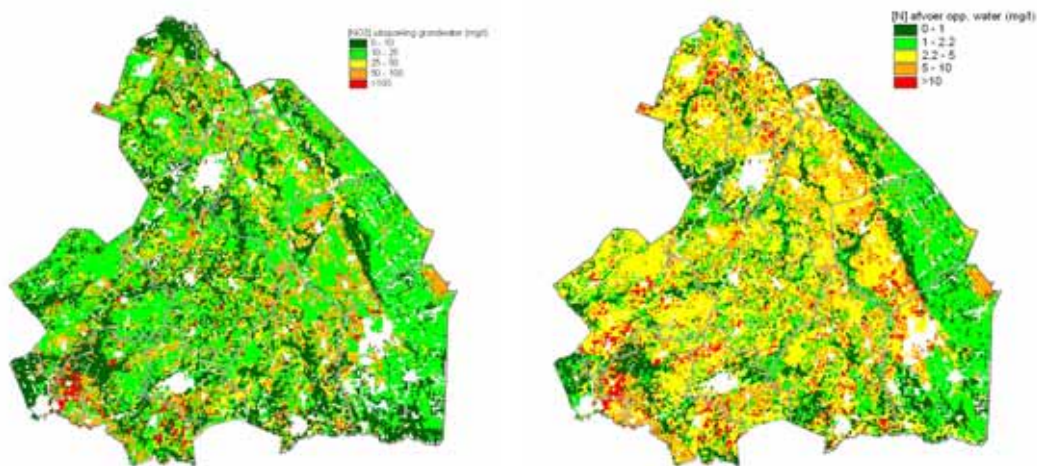 [NO3] uitspoeling grondwater (mg/l)
0 - 10
10 - 25
25 - 50
50 - 100
>100
[N] afvoer opp. water (mg/l)
0 - 1
1 - 2.2
2.2 - 5
5 - 10
>10